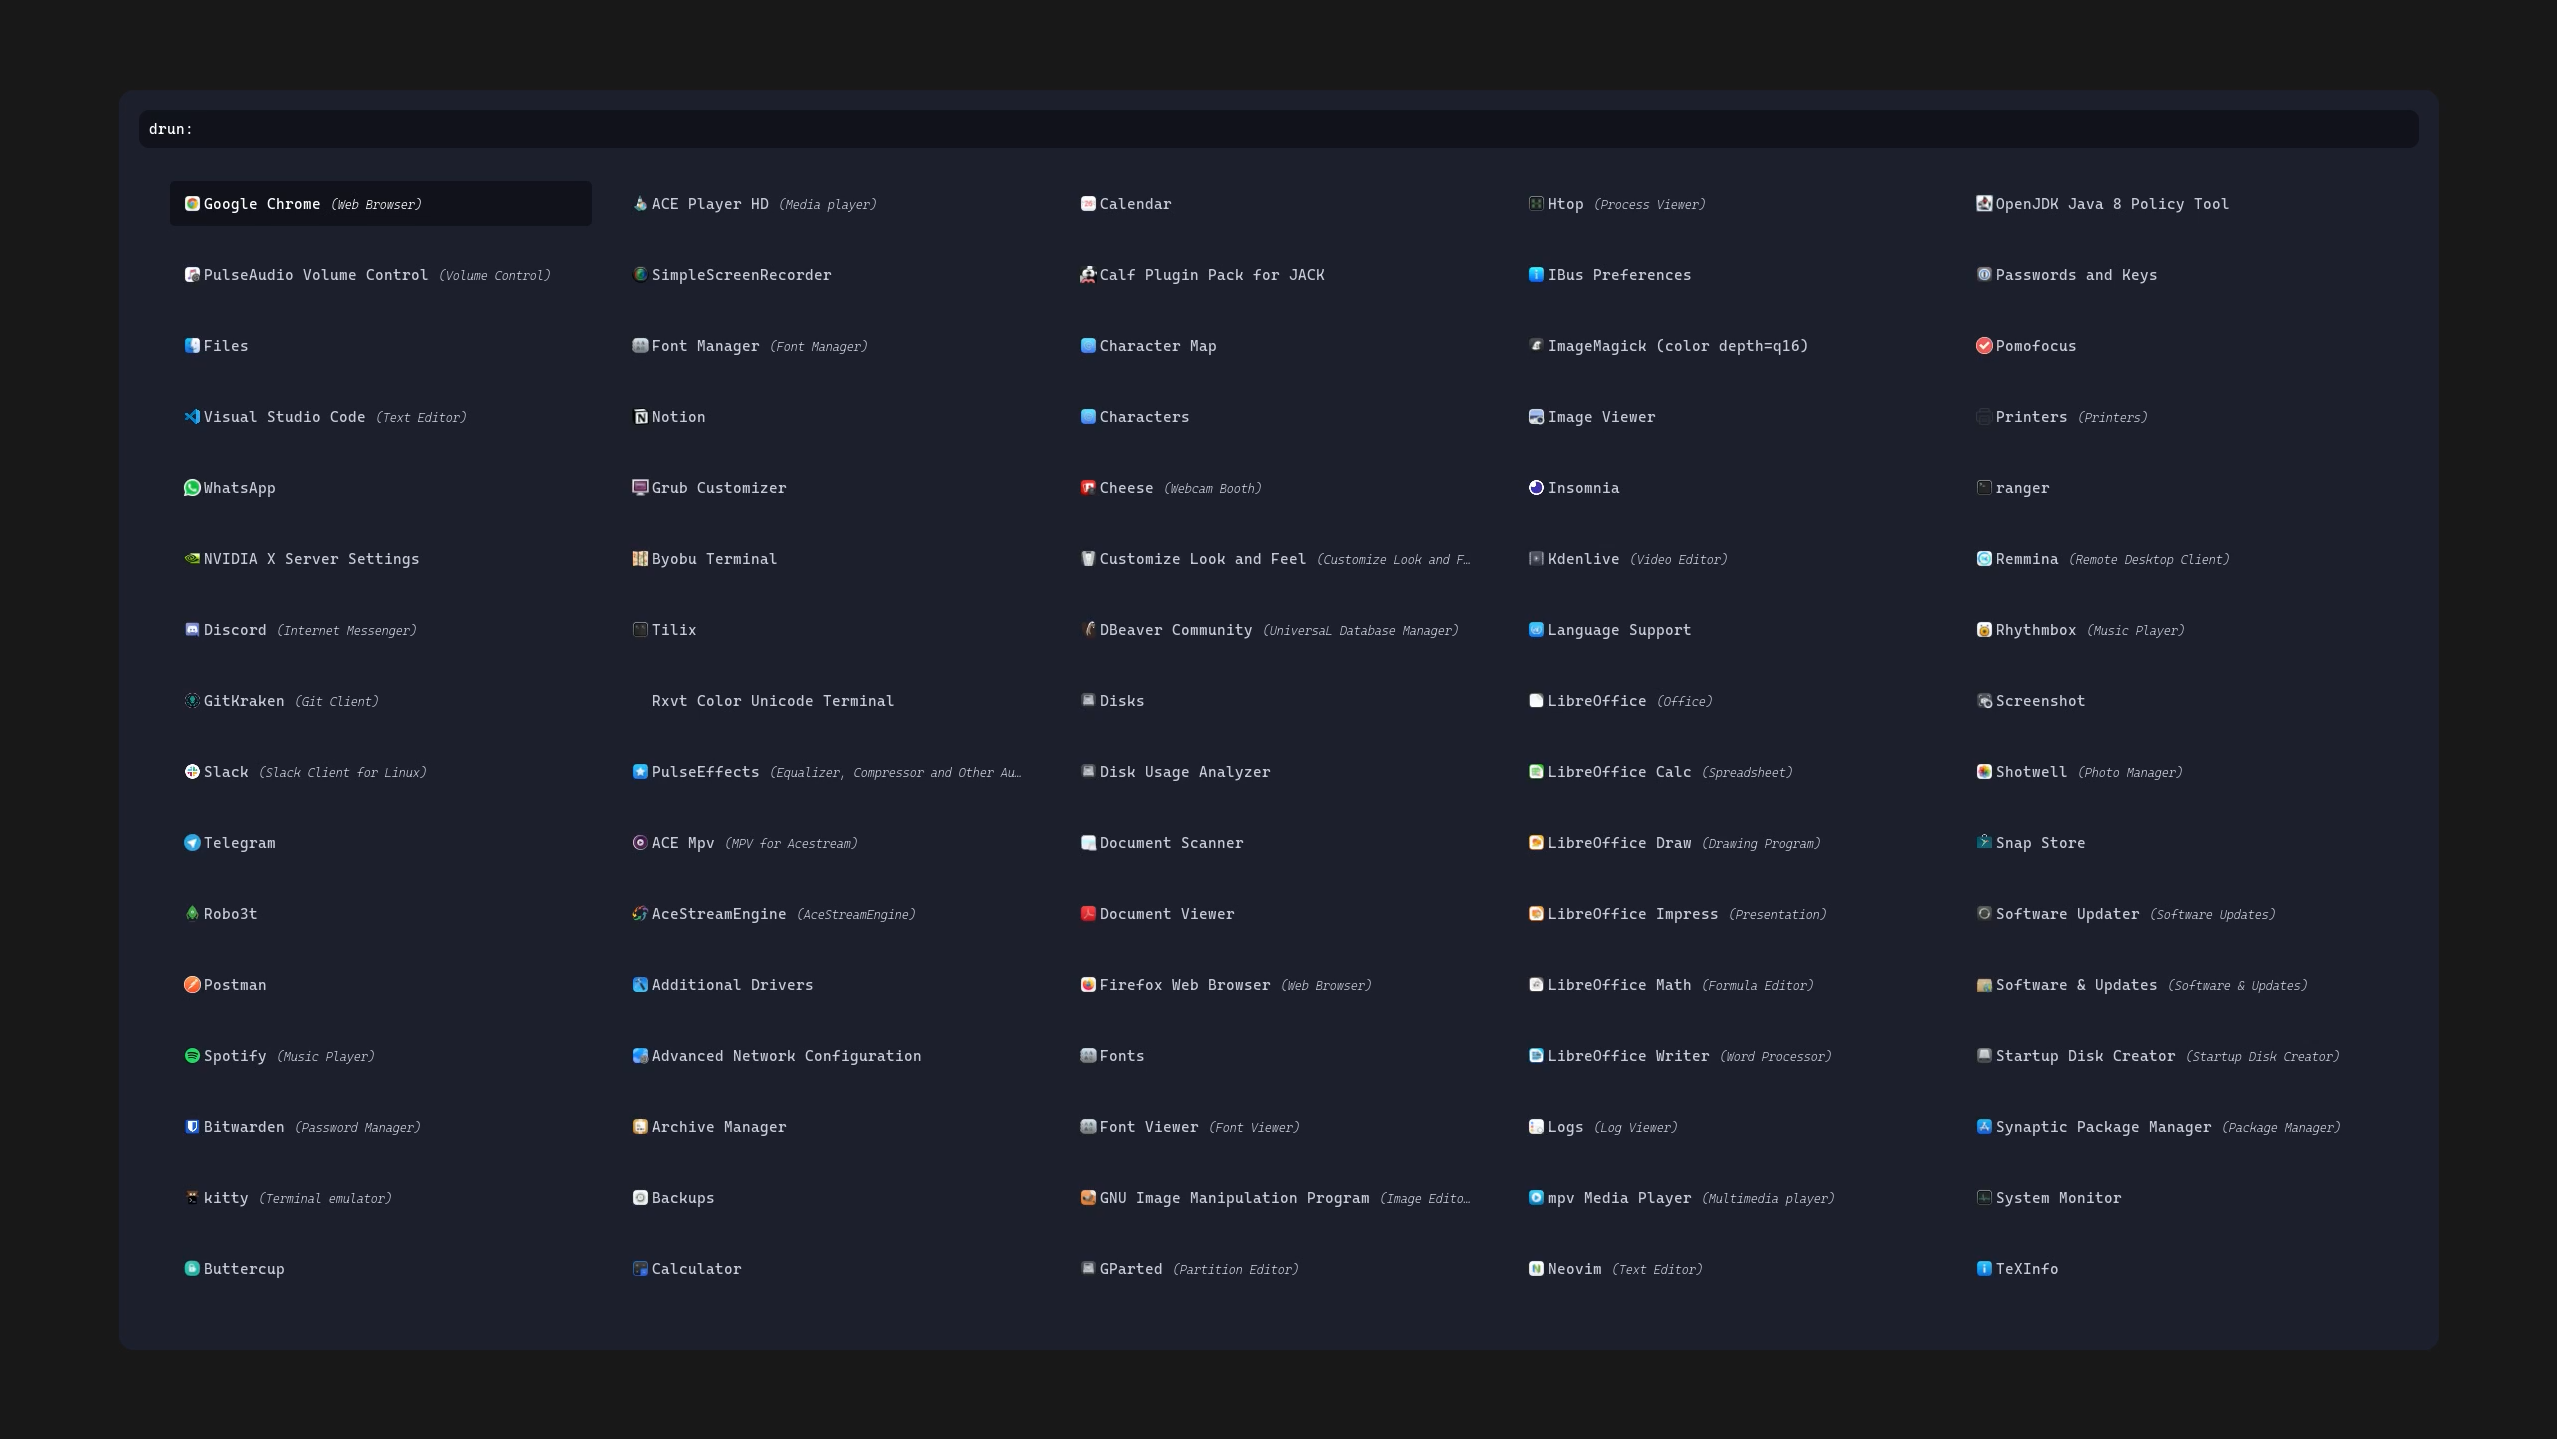 drun:
Google Chrome (Web Browser)
PulseAudio Volume Control (Volume Control)
Files
Visual Studio Code (Text Editor)
WhatsApp
NVIDIA X Server Settings
Discord (Internet Messenger)
GitKraken (Git Client)
Slack (Slack Client for Linux)
Telegram
Robo3t
Postman
Spotify (Music Player)
Bitwarden (Password Manager)
kitty (Terminal emulator)
Buttercup
ACE Player HD (Media player)
SimpleScreenRecorder
Font Manager (Font Manager)
Notion
Grub Customizer
Byobu Terminal
Tilix
Rxvt Color Unicode Terminal
PulseEffects (Equalizer, Compressor and Other Au…
ACE Mpv (MPV for Acestream)
AceStreamEngine (AceStreamEngine)
Additional Drivers
Advanced Network Configuration
Archive Manager
Backups
Calculator
Calendar
Calf Plugin Pack for JACK
Character Map
Characters
Cheese (Webcam Booth)
Customize Look and Feel (Customize Look and F…
DBeaver Community (UniversaL Database Manager)
Disks
Disk Usage Analyzer
Document Scanner
Document Viewer
Firefox Web Browser (Web Browser)
Fonts
Font Viewer (Font Viewer)
GNU Image Manipulation Program (Image Edito…
GParted (Partition Editor)
Htop (Process Viewer)
IBus Preferences
ImageMagick (color depth=q16)
Image Viewer
Insomnia
Kdenlive (Video Editor)
Language Support
LibreOffice (Office)
LibreOffice Calc (Spreadsheet)
LibreOffice Draw (Drawing Program)
LibreOffice Impress (Presentation)
LibreOffice Math (Formula Editor)
LibreOffice Writer (Word Processor)
Logs (Log Viewer)
mpv Media Player (Multimedia player)
Neovim (Text Editor)
OpenJDK Java 8 Policy Tool
Passwords and Keys
Pomofocus
Printers (Printers)
ranger
Remmina (Remote Desktop Client)
Rhythmbox (Music Player)
Screenshot
Shotwell (Photo Manager)
Snap Store
Software Updater (Software Updates)
Software & Updates (Software & Updates)
Startup Disk Creator (Startup Disk Creator)
Synaptic Package Manager (Package Manager)
System Monitor
TeXInfo